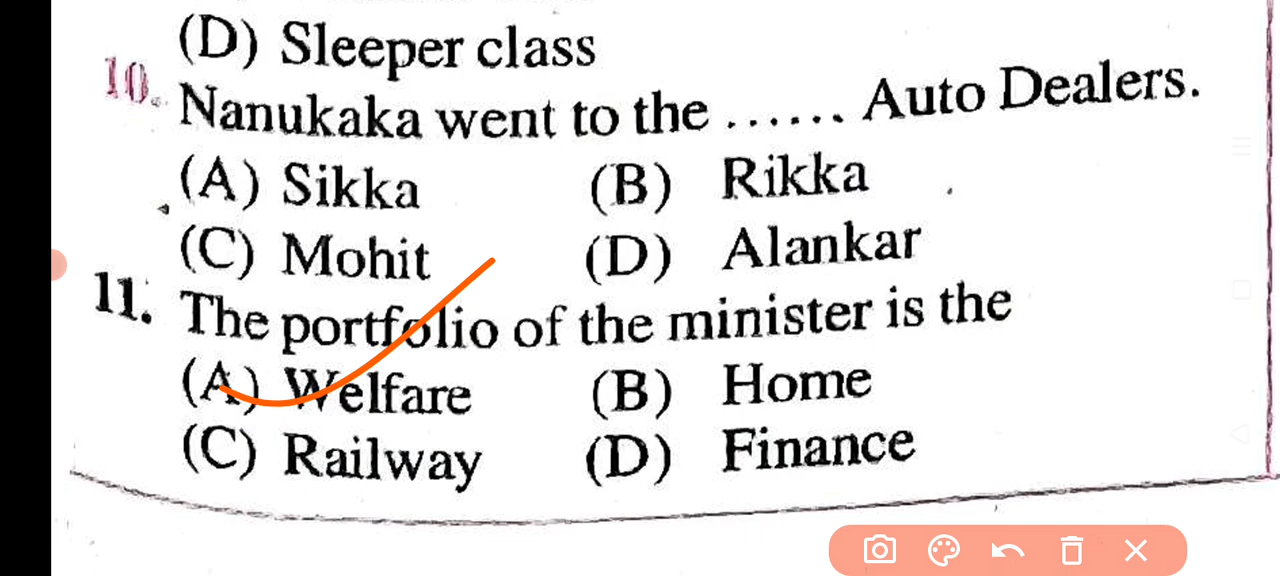 (D) Sleeper class
10. Nanukaka went to the ...... Auto Dealers.
(A) Sikka (B) Rikka
(C) Mohit (D) Alankar
11. The portfolio of the minister is the
(A) Welfare (B) Home
(C) Railway (D) Finance